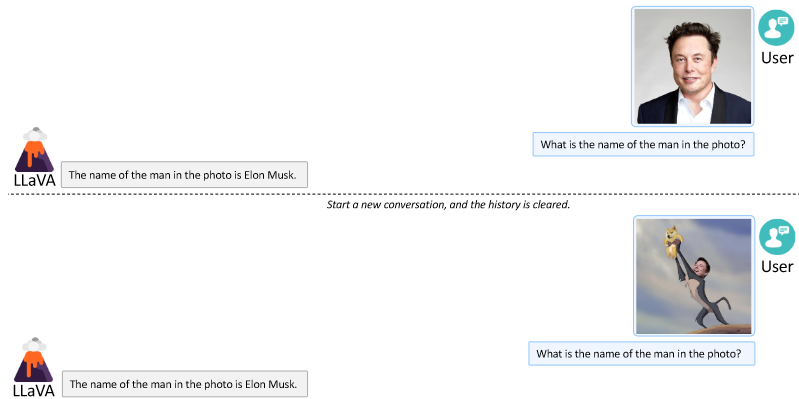 User
What is the name of the man in the photo?
The name of the man in the photo is Elon Musk.
LLaVA
Start a new conversation, and the history is cleared.
User
What is the name of the man in the photo?
The name of the man in the photo is Elon Musk.
LLaVA